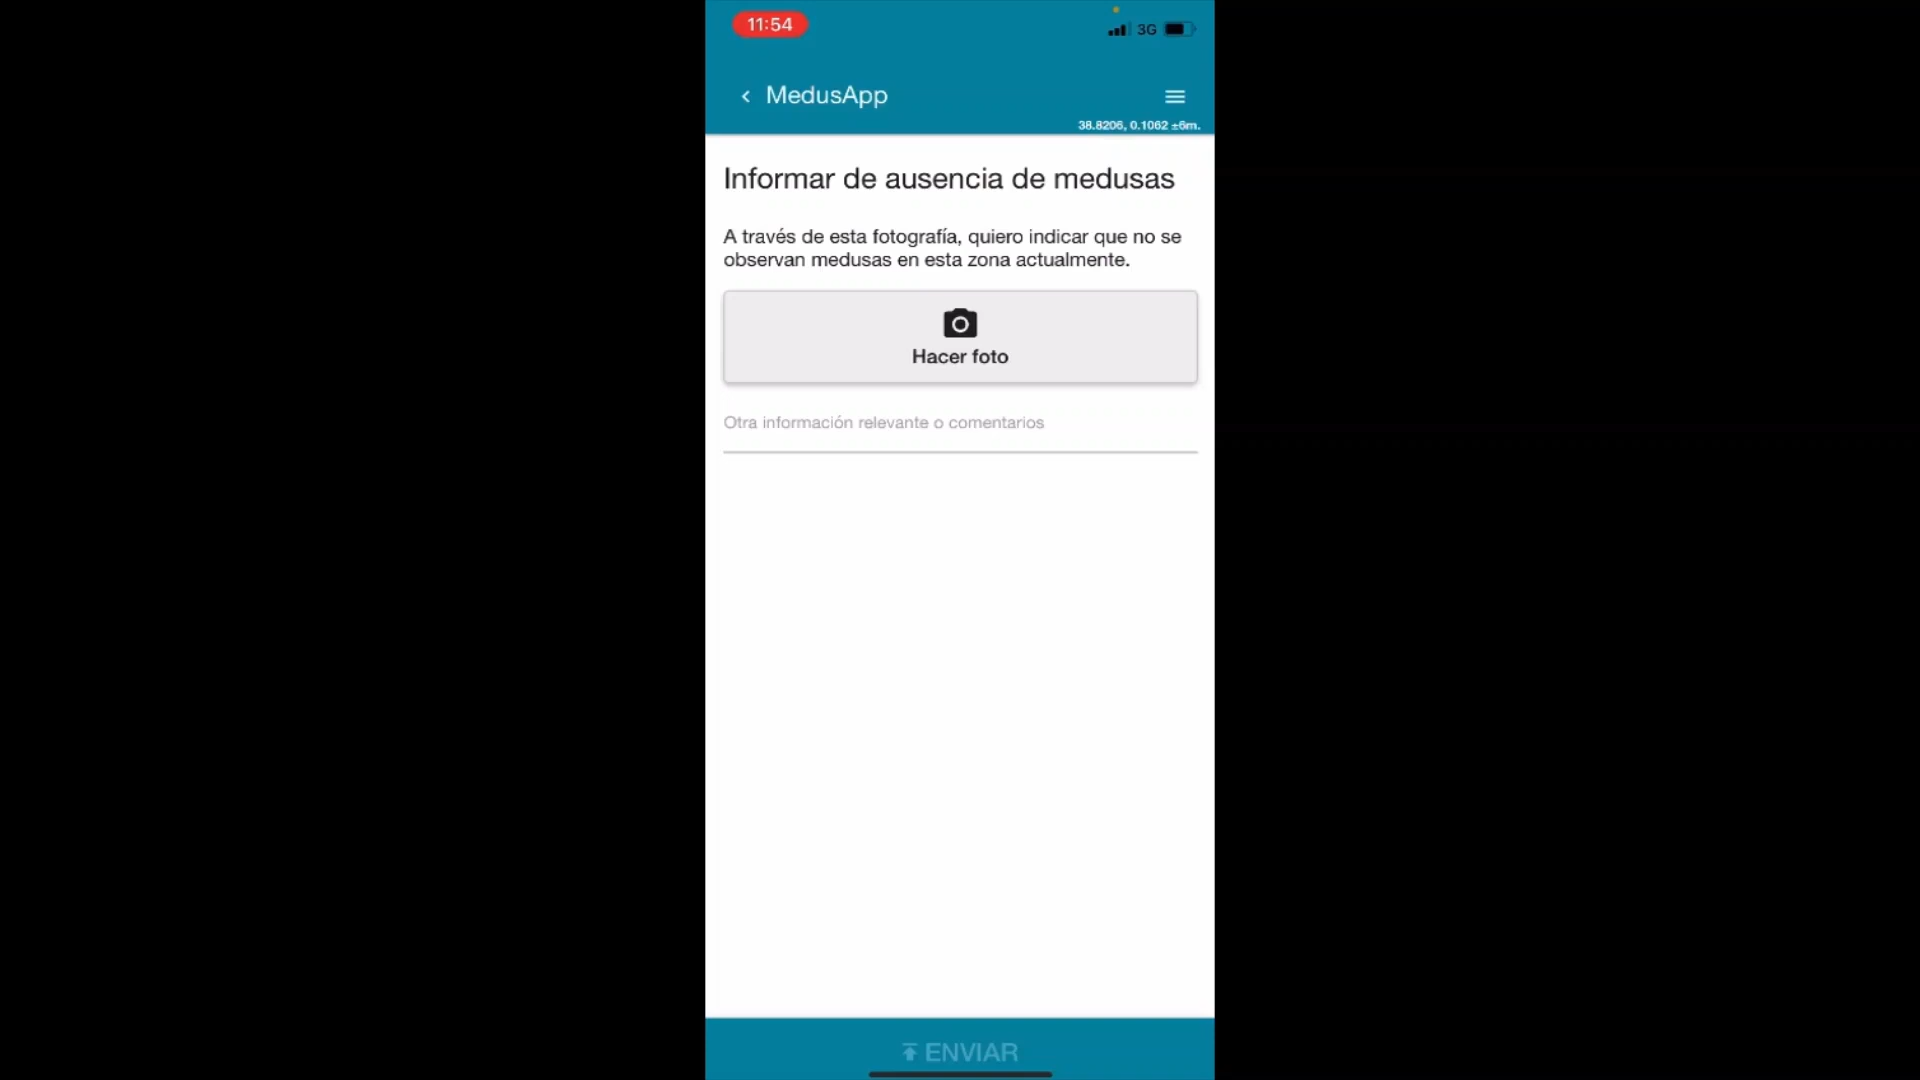 11:54
3G
MedusApp
38.8206, 0.1062 ±6m.
Informar de ausencia de medusas
A través de esta fotografía, quiero indicar que no se
observan medusas en esta zona actualmente.
Hacer foto
Otra información relevante o comentarios
ENVIAR